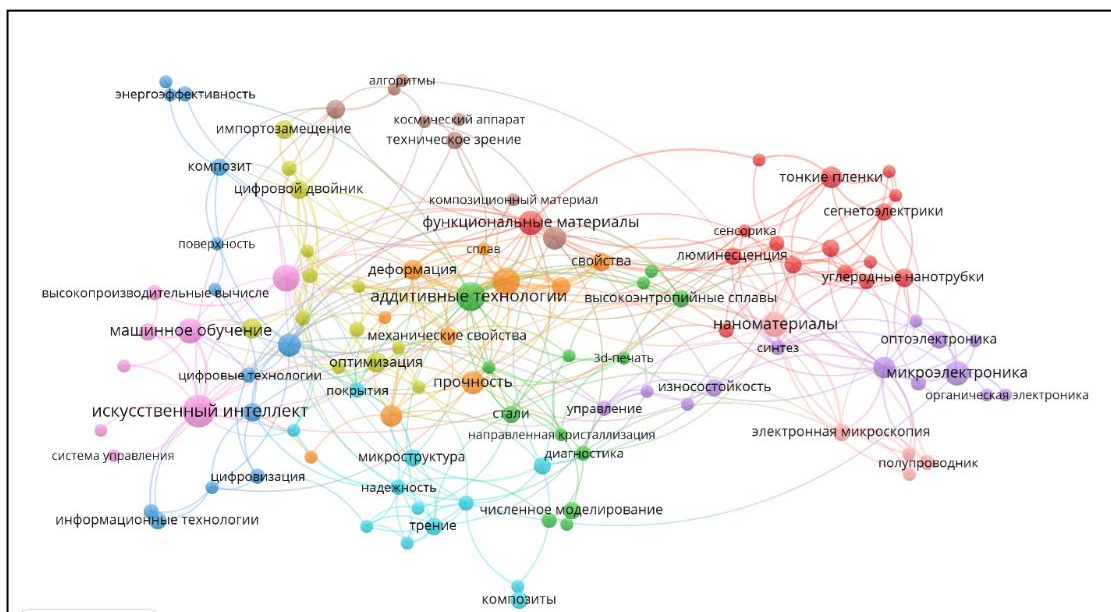 алгоритмы
энергоэффективность
космический аппарат
импортозамещение
техническое зрение
композит
тонкие пленки
цифровой двойник
композиционный материал
сегнетоэлектрики
функциональные материалы
сенсорика
поверхность
сплав
люминесценция
свойства
деформация
углеродные нанотрубки
высокопроизводительные вычисле
аддитивные технологии
высокоэнтропийные сплавы
наноматериалы
машинное обучение
механические свойства
оптоэлектроника
синтез
3d-печать
оптимизация
микроэлектроника
цифровые технологии
прочность
износостойкость
покрытия
органическая электроника
искусственный интеллект
стали
управление
направленная кристаллизация
электронная микроскопия
система управления
микроструктура
диагностика
полупроводник
цифровизация
надежность
численное моделирование
информационные технологии
трение
композиты